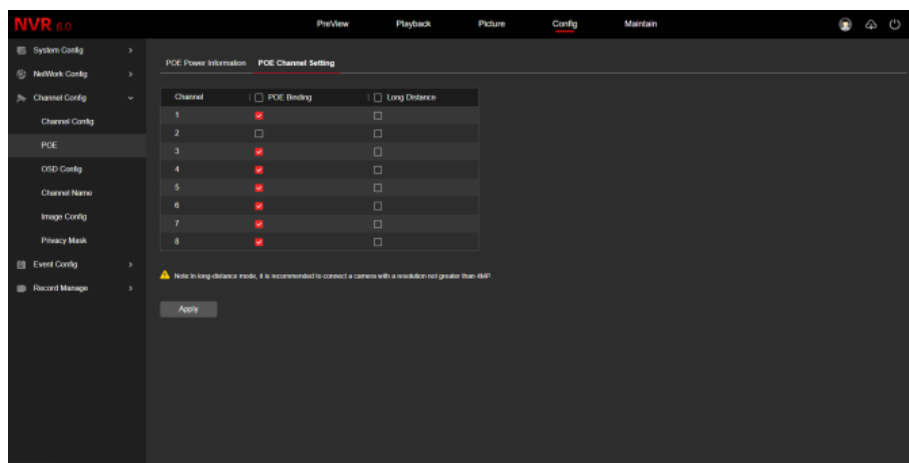 NVR 6.0 PreView Playback Picture Config Maintain
System Config
NetWork Config
Channel Config
Channel Config
POE
OSD Config
Channel Name
Image Config
Privacy Mask
Event Config
Record Manage
POE Power Information POE Channel Setting
Channel POE Binding Long Distance
1
2
3
4
5
6
7
8
Note:In long-distance mode, it is recommended to connect a camera with a resolution not greater than 4MP.
Apply